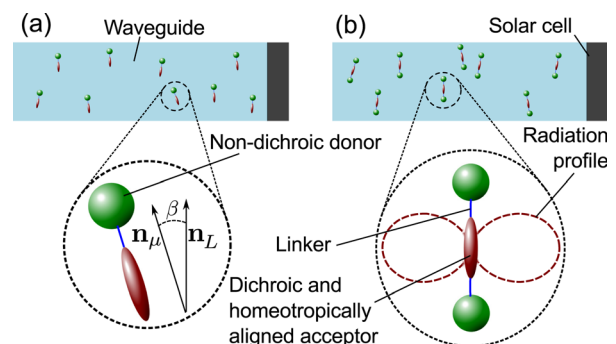 (a)
Waveguide
(b)
Solar cell
Non-dichroic donor
Radiation
profile
β
n_μ
n_L
Linker
Dichroic and
homeotropically
aligned acceptor